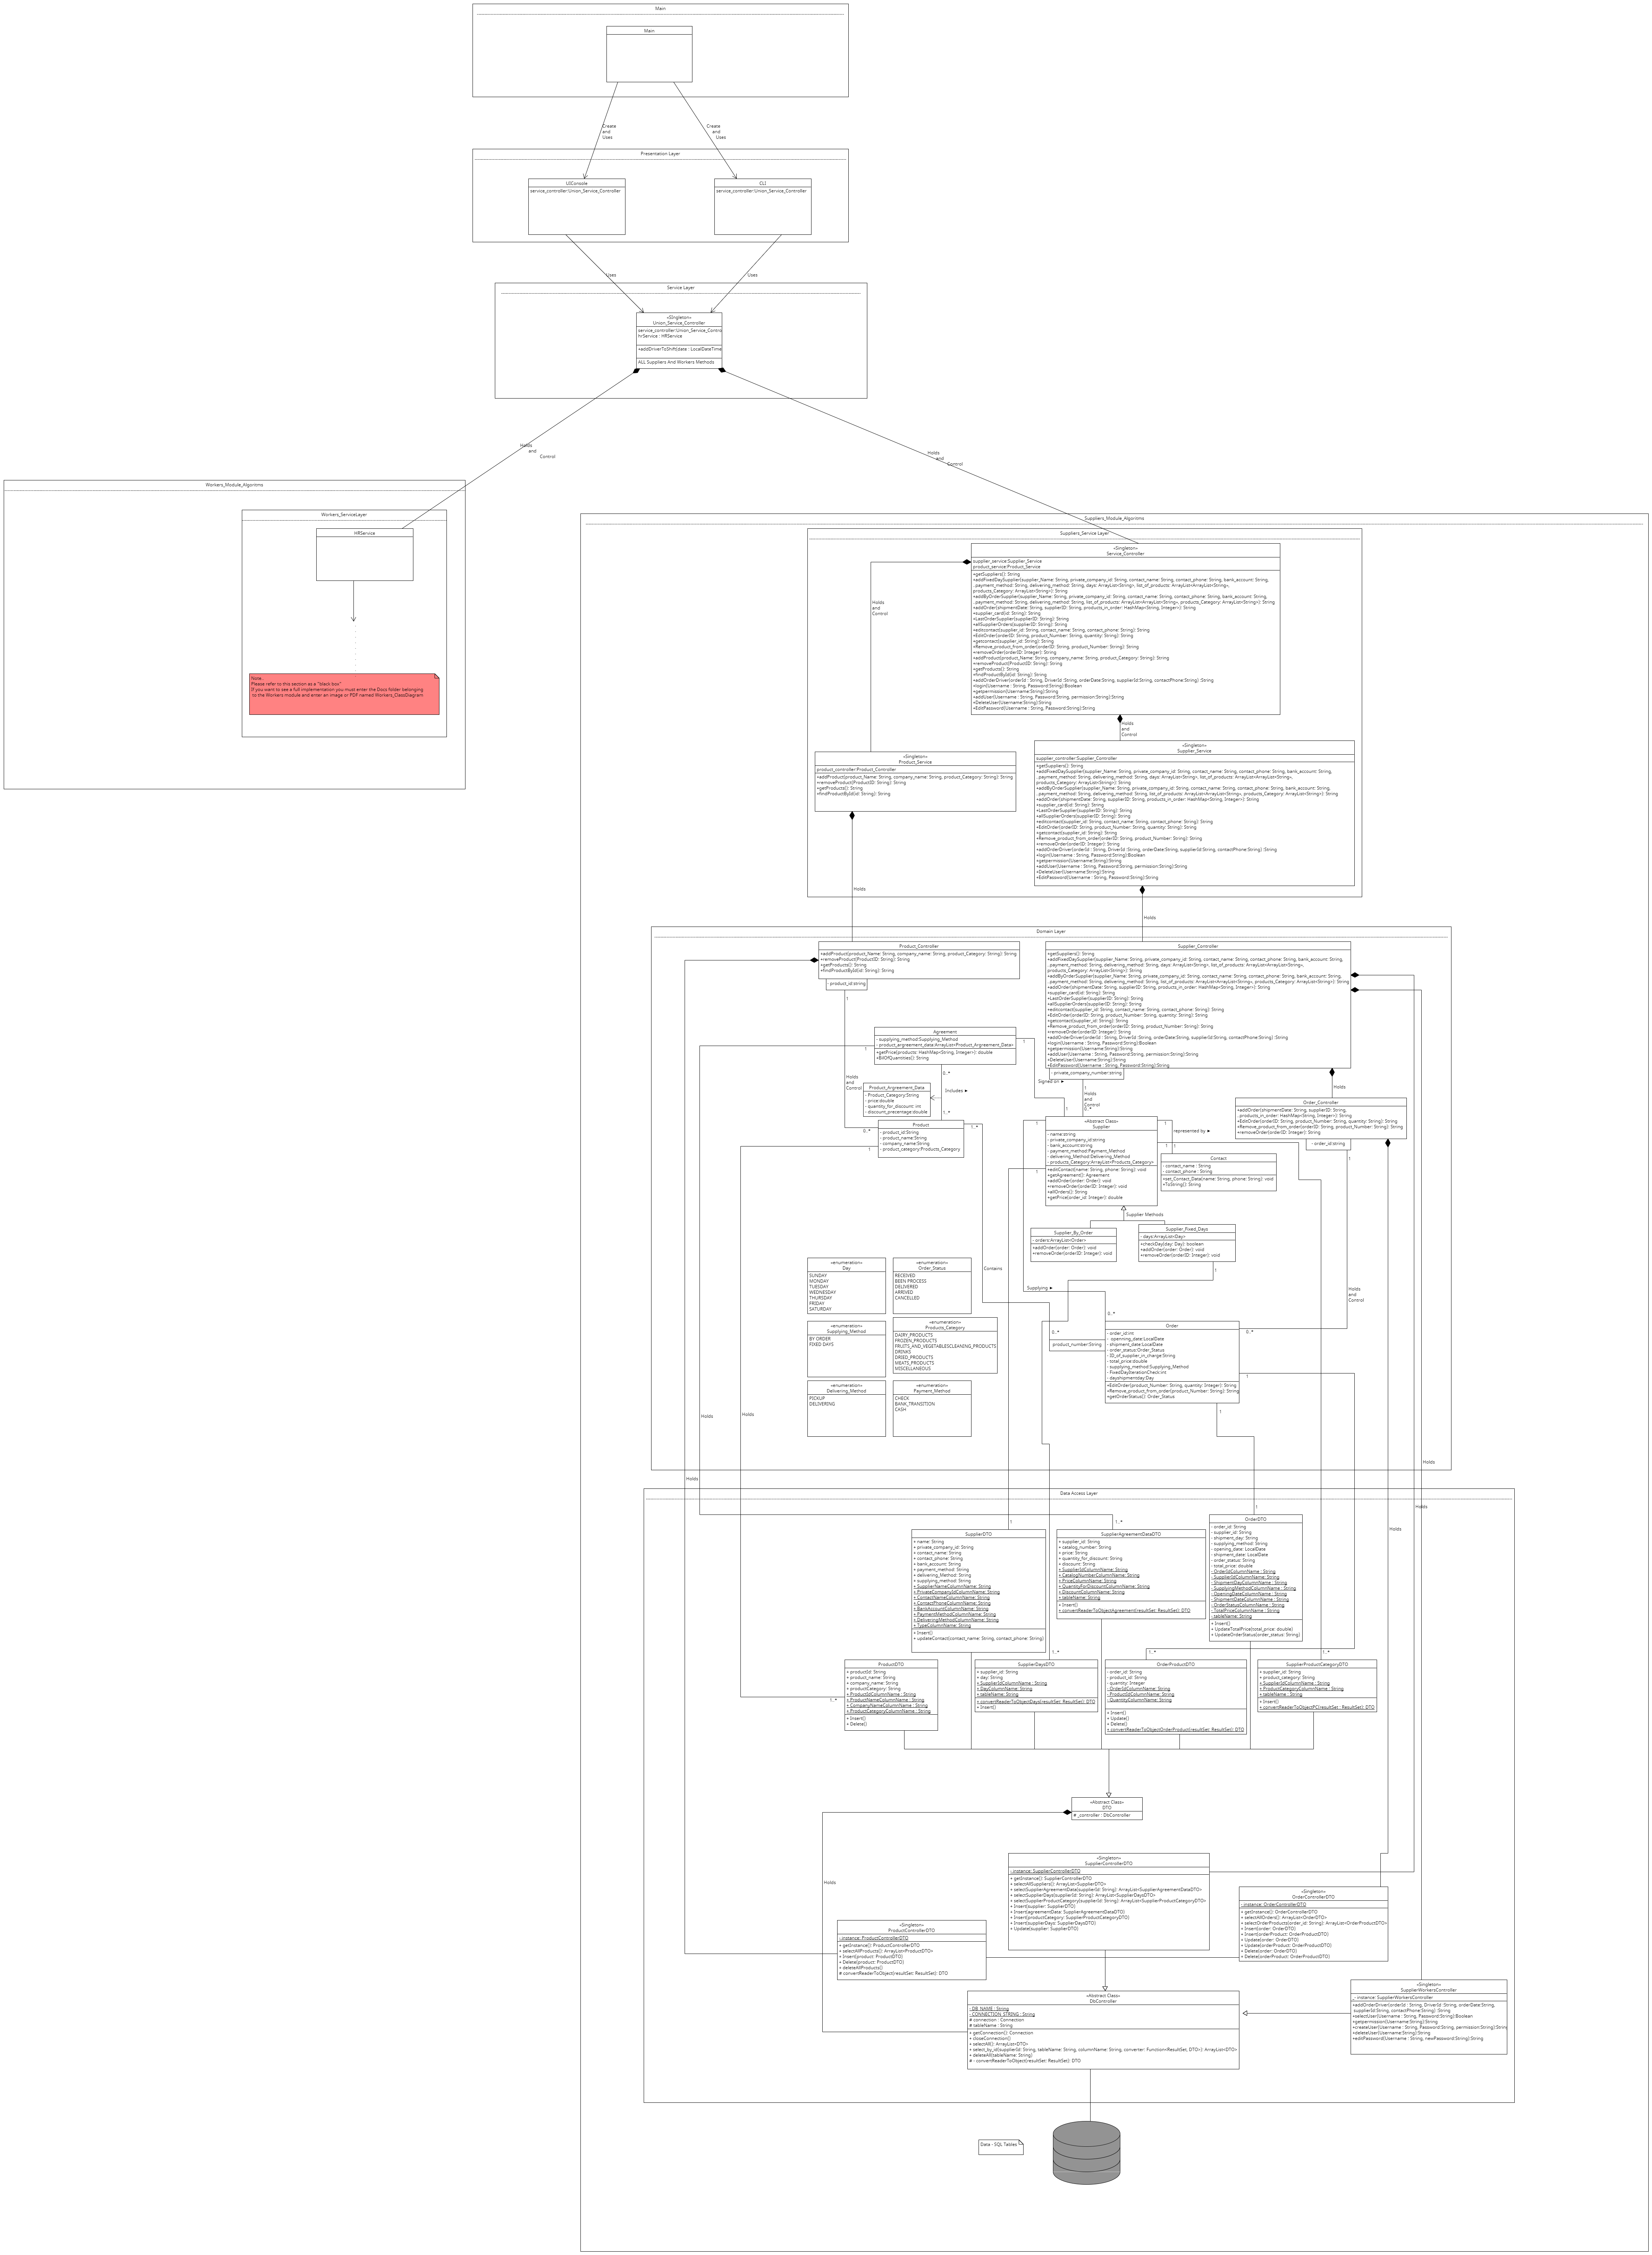 Main
Main
Create
and
Uses
Create
and
Uses
Presentation Layer
UIConsole
service_controller:Union_Service_Controller
CLI
service_controller:Union_Service_Controller
Uses
Uses
Service Layer
«Singleton»
Union_Service_Controller
service_controller:Union_Service_Contro
hrService : HRService
+addDriverToShift(date : LocalDateTime
ALL Suppliers And Workers Methods
Holds
and
Control
Holds
and
Control
Workers_Module_Algoritms
Workers_ServiceLayer
HRService
Note..
Please refer to this section as a "black box"
If you want to see a full implementation you must enter the Docs folder belonging
to the Workers module and enter an image or PDF named Workers_ClassDiagram
Suppliers_Module_Algoritms
Suppliers_Service Layer
«Singleton»
Service_Controller
supplier_service:Supplier_Service
product_service:Product_Service
+getSuppliers(): String
+addFixedDaySupplier(supplier_Name: String, private_company_id: String, contact_name: String, contact_phone: String, bank_account: String,
, payment_method: String, delivering_method: String, days: ArrayList<String>, list_of_products: ArrayList<ArrayList<String>,
products_Category: ArrayList<String>): String
+addByOrderSupplier(supplier_Name: String, private_company_id: String, contact_name: String, contact_phone: String, bank_account: String,
, payment_method: String, delivering_method: String, list_of_products: ArrayList<ArrayList<String>, products_Category: ArrayList<String>): String
+addOrder(shipmentDate: String, supplierID: String, products_in_order: HashMap<String, Integer>): String
+supplier_card(id: String): String
+LastOrderSupplier(supplierID: String): String
+allSupplierOrders(supplierID: String): String
+editcontact(supplier_id: String, contact_name: String, contact_phone: String): String
+EditOrder(orderID: String, product_Number: String, quantity: String): String
+getcontact(supplier_id: String): String
+Remove_product_from_order(orderID: String, product_Number: String): String
+removeOrder(orderID: Integer): String
+addProduct(product_Name: String, company_name: String, product_Category: String): String
+removeProduct(ProductID: String): String
+getProducts(): String
+findProductById(id: String): String
+addOrderDriver(orderId : String, DriverId :String, orderDate:String, supplierId:String, contactPhone:String) :String
+login(Username : String, Password:String):Boolean
+getpermission(Username:String):String
+addUser(Username : String, Password:String, permission:String):String
+DeleteUser(Username:String):String
+EditPassword(Username : String, Password:String):String
Holds
and
Control
Holds
and
Control
«Singleton»
Product_Service
product_controller:Product_Controller
+addProduct(product_Name: String, company_name: String, product_Category: String): String
+removeProduct(ProductID: String): String
+getProducts(): String
+findProductById(id: String): String
«Singleton»
Supplier_Service
supplier_controller:Supplier_Controller
+getSuppliers(): String
+addFixedDaySupplier(supplier_Name: String, private_company_id: String, contact_name: String, contact_phone: String, bank_account: String,
, payment_method: String, delivering_method: String, days: ArrayList<String>, list_of_products: ArrayList<ArrayList<String>,
products_Category: ArrayList<String>): String
+addByOrderSupplier(supplier_Name: String, private_company_id: String, contact_name: String, contact_phone: String, bank_account: String,
, payment_method: String, delivering_method: String, list_of_products: ArrayList<ArrayList<String>, products_Category: ArrayList<String>): String
+addOrder(shipmentDate: String, supplierID: String, products_in_order: HashMap<String, Integer>): String
+supplier_card(id: String): String
+LastOrderSupplier(supplierID: String): String
+allSupplierOrders(supplierID: String): String
+editcontact(supplier_id: String, contact_name: String, contact_phone: String): String
+EditOrder(orderID: String, product_Number: String, quantity: String): String
+getcontact(supplier_id: String): String
+Remove_product_from_order(orderID: String, product_Number: String): String
+removeOrder(orderID: Integer): String
+addOrderDriver(orderId : String, DriverId :String, orderDate:String, supplierId:String, contactPhone:String) :String
+login(Username : String, Password:String):Boolean
+getpermission(Username:String):String
+addUser(Username : String, Password:String, permission:String):String
+DeleteUser(Username:String):String
+EditPassword(Username : String, Password:String):String
Holds
Holds
Domain Layer
Product_Controller
+addProduct(product_Name: String, company_name: String, product_Category: String): String
+removeProduct(ProductID: String): String
+getProducts(): String
+findProductById(id: String): String
- product_id:string
1
Supplier_Controller
+getSuppliers(): String
+addFixedDaySupplier(supplier_Name: String, private_company_id: String, contact_name: String, contact_phone: String, bank_account: String,
, payment_method: String, delivering_method: String, days: ArrayList<String>, list_of_products: ArrayList<ArrayList<String>,
products_Category: ArrayList<String>): String
+addByOrderSupplier(supplier_Name: String, private_company_id: String, contact_name: String, contact_phone: String, bank_account: String,
, payment_method: String, delivering_method: String, list_of_products: ArrayList<ArrayList<String>, products_Category: ArrayList<String>): String
+addOrder(shipmentDate: String, supplierID: String, products_in_order: HashMap<String, Integer>): String
+supplier_card(id: String): String
+LastOrderSupplier(supplierID: String): String
+allSupplierOrders(supplierID: String): String
+editcontact(supplier_id: String, contact_name: String, contact_phone: String): String
+EditOrder(orderID: String, product_Number: String, quantity: String): String
+getcontact(supplier_id: String): String
+Remove_product_from_order(orderID: String, product_Number: String): String
+removeOrder(orderID: Integer): String
+addOrderDriver(orderId : String, DriverId :String, orderDate:String, supplierId:String, contactPhone:String) :String
+login(Username : String, Password:String):Boolean
+getpermission(Username:String):String
+addUser(Username : String, Password:String, permission:String):String
+DeleteUser(Username:String):String
+EditPassword(Username : String, Password:String):String
- private_company_number:string
Agreement
- supplying_method:Supplying_Method
- product_argreement_data:ArrayList<Product_Argreement_Data>
+getPrice(products: HashMap<String, Integer>): double
+BillOfQuantities(): String
1
1
0..*
Includes ►
1..*
Signed on ►
1
Holds
and
Control
0..*
1
Holds
and
Control
0..*
Product_Argreement_Data
- Product_Category:String
- price:double
- quantity_for_discount: int
- discount_precentage:double
Product
- product_id:String
- product_name:String
- company_name:String
- product_category:Products_Category
1
1..*
«Abstract Class»
Supplier
- name:string
- private_company_id:string
- bank_account:string
- payment_method:Payment_Method
- delivering_Method:Delivering_Method
- products_Category:ArrayList<Products_Category>
+editContact(name: String, phone: String): void
+getAgreement(): Agreement
+addOrder(order: Order): void
+removeOrder(orderID: Integer): void
+allOrders(): String
+getPrice(order_id: Integer): double
1
1
1
represented by ►
1
1
Contact
- contact_name : String
- contact_phone : String
+set_Contact_Data(name: String, phone: String): void
+ToString(): String
Holds
Order_Controller
+addOrder(shipmentDate: String, supplierID: String,
, products_in_order: HashMap<String, Integer>): String
+EditOrder(orderID: String, product_Number: String, quantity: String): String
+Remove_product_from_order(orderID: String, product_Number: String): String
+removeOrder(orderID: Integer): String
- order_id:string
1
Supplier Methods
Supplier_By_Order
- orders:ArrayList<Order>
+addOrder(order: Order): void
+removeOrder(orderID: Integer): void
Supplier_Fixed_Days
- days:ArrayList<Day>
+checkDay(day: Day): boolean
+addOrder(order: Order): void
+removeOrder(orderID: Integer): void
1
«enumeration»
Day
SUNDAY
MONDAY
TUESDAY
WEDNESDAY
THURSDAY
FRIDAY
SATURDAY
«enumeration»
Order_Status
RECEIVED
BEEN PROCESS
DELIVERED
ARRIVED
CANCELLED
«enumeration»
Supplying_Method
BY ORDER
FIXED DAYS
«enumeration»
Products_Category
DAIRY_PRODUCTS
FROZEN_PRODUCTS
FRUITS_AND_VEGETABLESCLEANING_PRODUCTS
DRINKS
DRIED_PRODUCTS
MEATS_PRODUCTS
MISCELLANEOUS
«enumeration»
Delivering_Method
PICKUP
DELIVERING
«enumeration»
Payment_Method
CHECK
BANK_TRANSITION
CASH
Contains
Supplying ►
0..*
0..*
product_number:String
Holds
and
Control
0..*
Order
- order_id:int
- openning_date:LocalDate
- shipment_date:LocalDate
- order_status:Order_Status
- ID_of_supplier_in_charge:String
- total_price:double
- supplying_method:Supplying_Method
- FixedDayIterationCheck:int
- dayshipmentday:Day
+EditOrder(product_Number: String, quantity: Integer): String
+Remove_product_from_order(product_Number: String): String
+getOrderStatus(): Order_Status
1
1
Holds
Holds
Holds
Holds
Holds
Holds
Data Access Layer
1
1..*
1
SupplierDTO
+ name: String
+ private_company_id: String
+ contact_name: String
+ contact_phone: String
+ bank_account: String
+ payment_method: String
+ delivering_Method: String
+ supplying_method: String
+ SupplierNameColumnName: String
+ PrivateCompanyIdColumnName: String
+ ContactNameColumnName: String
+ ContactPhoneColumnName: String
+ BankAccountColumnName: String
+ PaymentMethodColumnName: String
+ DeliveringMethodColumnName: String
+ TypeColumnName: String
+ Insert()
+ updateContact(contact_name: String, contact_phone: String)
SupplierAgreementDataDTO
+ supplier_id: String
+ catalog_number: String
+ price: String
+ quantity_for_discount: String
+ discount: String
+ SupplierIdColumnName: String
+ CatalogNumberColumnName: String
+ PriceColumnName: String
+ QuantityForDiscountColumnName: String
+ DiscountColumnName: String
+ tableName: String
+ Insert()
+ convertReaderToObjectAgreement(resultSet: ResultSet): DTO
OrderDTO
- order_id: String
- supplier_id: String
- shipment_day: String
- supplying_method: String
- opening_date: LocalDate
- shipment_date: LocalDate
- order_status: String
- total_price: double
- OrderIdColumnName : String
- SupplierIdColumnName : String
- ShipmentDayColumnName : String
- SupplyingMethodColumnName : String
- OpeningDateColumnName : String
- ShipmentDateColumnName : String
- OrderStatusColumnName : String
- TotalPriceColumnName : String
- tableName: String
+ Insert()
+ UpdateTotalPrice(total_price: double)
+ UpdateOrderStatus(order_status: String)
1..*
1..*
1..*
1..*
ProductDTO
+ productId: String
+ product_name: String
+ company_name: String
+ productCategory: String
+ ProductIdColumnName : String
+ ProductNameColumnName : String
+ CompanyNameColumnName : String
+ ProductCategoryColumnName : String
+ Insert()
+ Delete()
SupplierDaysDTO
+ supplier_id: String
+ day: String
+ SupplierIdColumnName: String
+ DayColumnName: String
+ tableName: String
+ convertReaderToObjectDays(resultSet: ResultSet): DTO
+ Insert()
OrderProductDTO
- order_id: String
- product_id: String
- quantity: Integer
- OrderIdColumnName: String
- ProductIdColumnName: String
- QuantityColumnName: String
+ Insert()
+ Update()
+ Delete()
+ convertReaderToObjectOrderProduct(resultSet: ResultSet): DTO
SupplierProductCategoryDTO
+ supplier_id: String
+ product_category: String
+ SupplierIdColumnName: String
+ ProductCategoryColumnName: String
+ tableName : String
+ Insert()
+ convertReaderToObjectPC(resultSet : ResultSet): DTO
«Abstract Class»
DTO
# _controller : DbController
Holds
«Singleton»
SupplierControllerDTO
- instance: SupplierControllerDTO
+ getInstance(): SupplierControllerDTO
+ selectAllSuppliers(): ArrayList<SupplierDTO>
+ selectSupplierAgreementData(supplierId: String): ArrayList<SupplierAgreementDataDTO>
+ selectSupplierDays(supplierId: String): ArrayList<SupplierDaysDTO>
+ selectSupplierProductCategory(supplierId: String): ArrayList<SupplierProductCategoryDTO>
+ Insert(supplier: SupplierDTO)
+ Insert(agreementData: SupplierAgreementDataDTO)
+ Insert(productCategory: SupplierProductCategoryDTO)
+ Insert(supplierDays: SupplierDaysDTO)
+ Update(supplier: SupplierDTO)
«Singleton»
OrderControllerDTO
- instance: OrderControllerDTO
+ getInstance(): OrderControllerDTO
+ selectAllOrders(): ArrayList<OrderDTO>
+ selectOrderProducts(order_id: String): ArrayList<OrderProductDTO>
+ Insert(order: OrderDTO)
+ Insert(orderProduct: OrderProductDTO)
+ Update(order: OrderDTO)
+ Update(orderProduct: OrderProductDTO)
+ Delete(order: OrderDTO)
+ Delete(orderProduct: OrderProductDTO)
«Singleton»
ProductControllerDTO
- instance: ProductControllerDTO
+ getInstance(): ProductControllerDTO
+ selectAllProducts(): ArrayList<ProductDTO>
+ Insert(product: ProductDTO)
+ Delete(product: ProductDTO)
+ deleteAllProducts()
# convertReaderToObject(resultSet: ResultSet): DTO
«Singleton»
SupplierWorkersController
_- instance: SupplierWorkersController
+addOrderDriver(orderId : String, DriverId :String, orderDate:String,
supplierId:String, contactPhone:String) :String
+selectUser(Username : String, Password:String):Boolean
+getpermission(Username:String):String
+createUser(Username : String, Password:String, permission:String):Strin
+deleteUser(Username:String):String
+editPassword(Username : String, newPassword:String):String
«Abstract Class»
DbController
- DB_NAME : String
- CONNECTION_STRING : String
# connection : Connection
# tableName : String
+ getConnection(): Connection
+ closeConnection()
+ selectAll(): ArrayList<DTO>
+ select_by_id(supplierId: String, tableName: String, columnName: String, converter: Function<ResultSet, DTO>): ArrayList<DTO>
+ deleteAll(tableName: String)
# : convertReaderToObject(resultSet: ResultSet): DTO
Data - SQL Tables